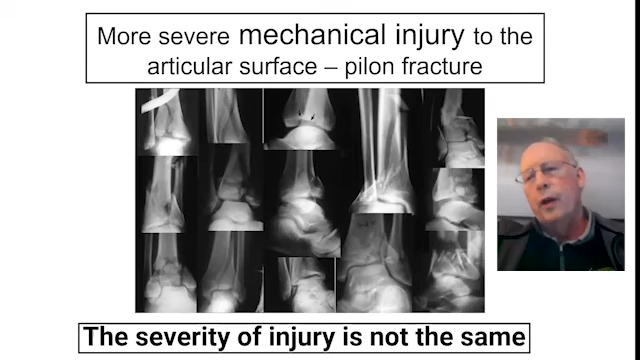 More severe mechanical injury to the
articular surface – pilon fracture
The severity of injury is not the same